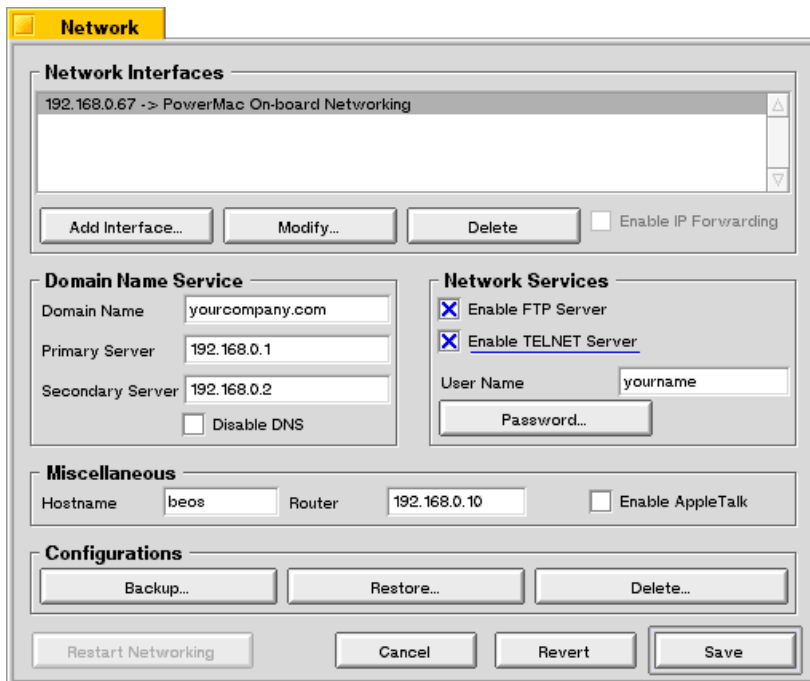 Network
Network Interfaces
192.168.0.67 -> PowerMac On-board Networking
Add Interface... Modify... Delete Enable IP Forwarding
Domain Name Service
Domain Name yourcompany.com
Primary Server 192.168.0.1
Secondary Server 192.168.0.2
Disable DNS
Network Services
Enable FTP Server
Enable TELNET Server
User Name yourname
Password...
Miscellaneous
Hostname beos Router 192.168.0.10 Enable AppleTalk
Configurations
Backup... Restore... Delete...
Restart Networking Cancel Revert Save